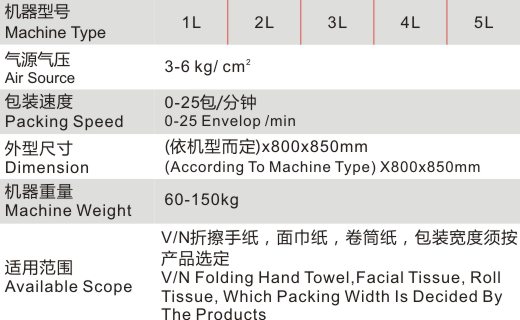 机器型号
Machine Type
1L 2L 3L 4L 5L
气源气压
Air Source
3-6 kg/ cm²
包装速度
Packing Speed
0-25包/分钟
0-25 Envelop /min
外型尺寸
Dimension
(依机型而定)x800x850mm
(According To Machine Type) X800x850mm
机器重量
Machine Weight
60-150kg
适用范围
Available Scope
V/N折擦手纸，面巾纸，卷筒纸，包装宽度须按
产品选定
V/N Folding Hand Towel,Facial Tissue, Roll
Tissue, Which Packing Width Is Decided By
The Products